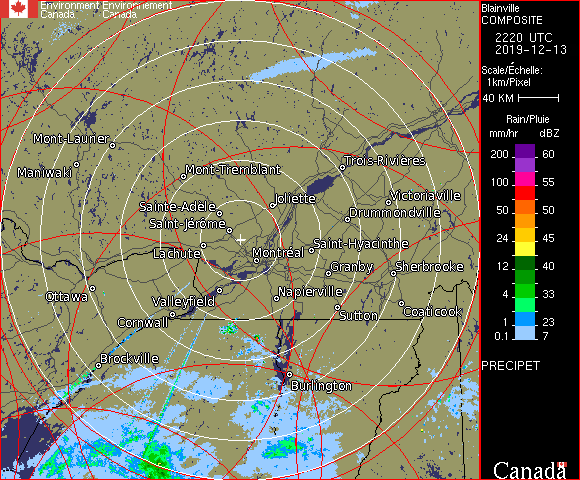 Environment Environnement
Canada Canada
Blainville
COMPOSITE
2220 UTC
2019-12-13
Scale/Échelle:
1km/Pixel
40 KM
Rain/Pluie
mm/hr dBZ
200 60
100 55
50 50
24 45
12 40
4 33
1 23
0.1 7
PRECIPET
Mont-Laurier
Maniwaki
Mont-Tremblant
Trois-Rivières
Joliette
Victoriaville
Sainte-Adèle
Drummondville
Saint-Jérôme
Saint-Hyacinthe
Lachute
Montréal
Granby
Sherbrooke
Ottawa
Valleyfield
Napierville
Sutton
Coaticook
Cornwall
Brockville
Burlington
Canada